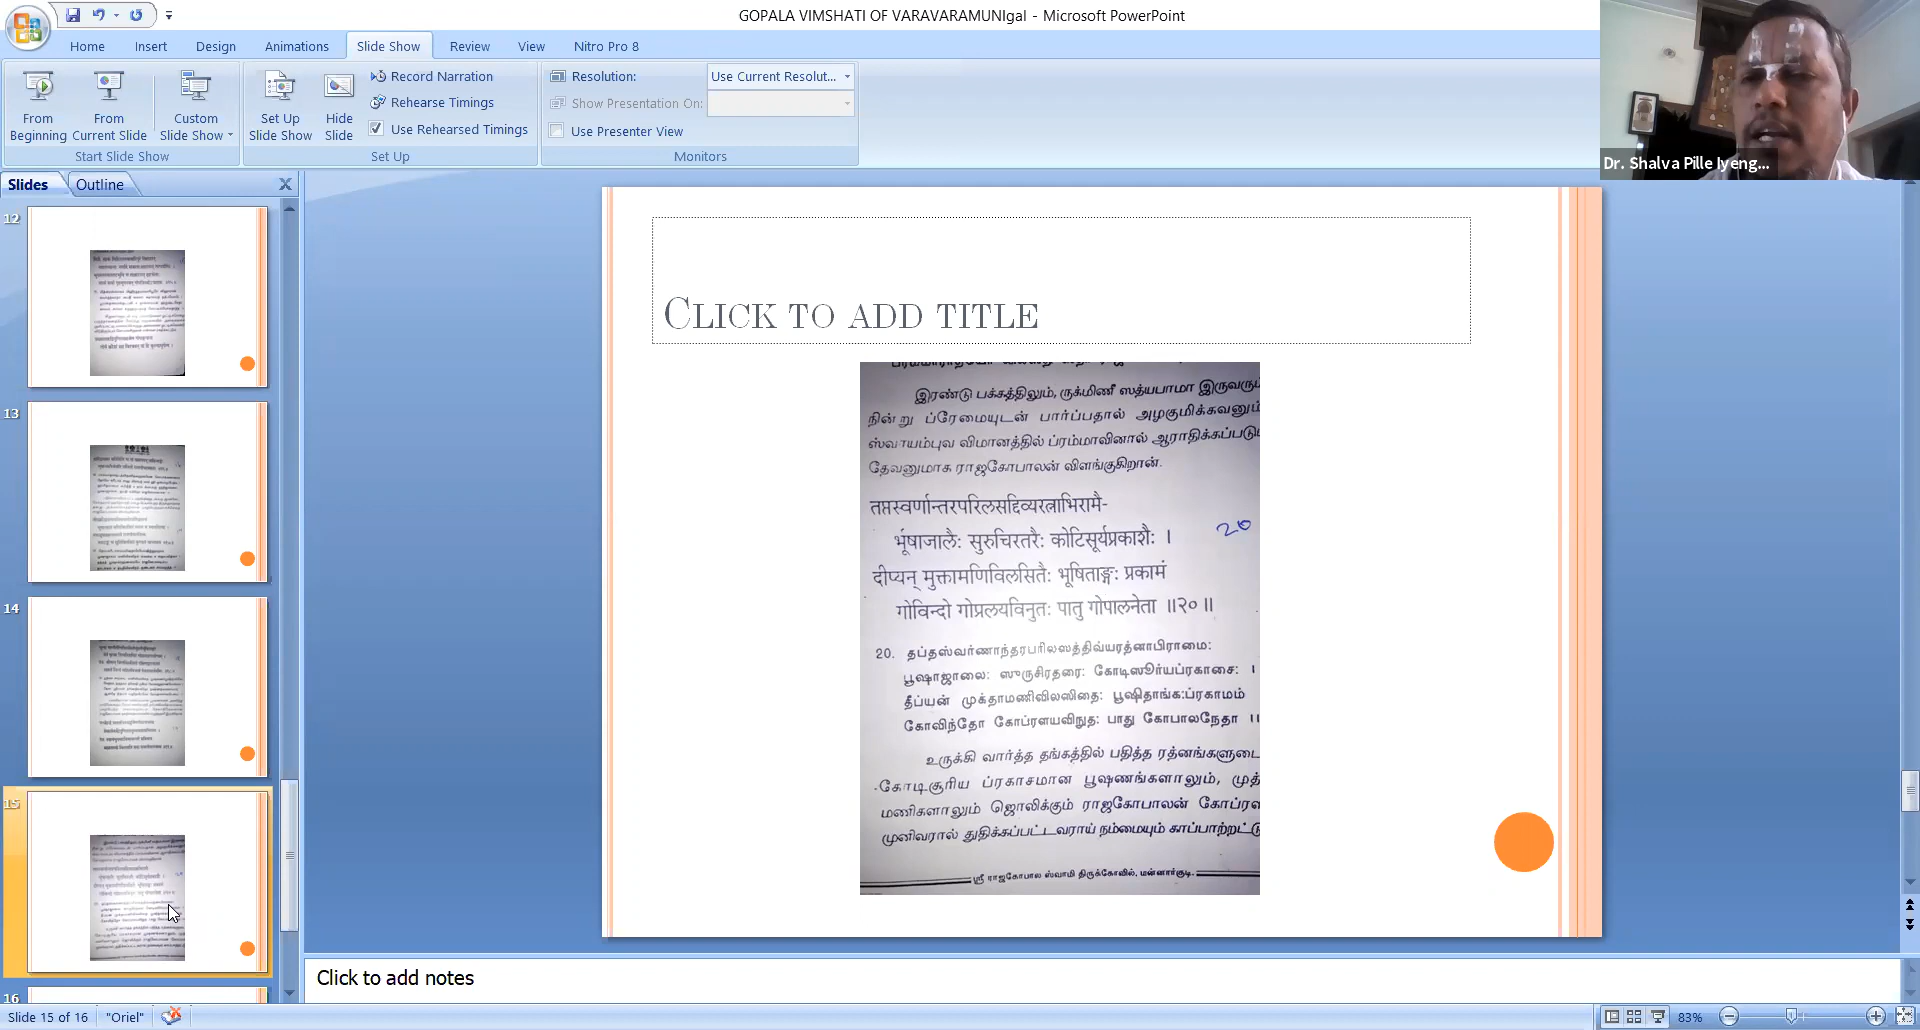 GOPALA VIMSHATI OF VARAVARAMUNIgal - Microsoft PowerPoint
Home Insert Design Animations Slide Show Review View Nitro Pro 8
From Beginning
From Current Slide
Custom Slide Show
Start Slide Show
Set Up Slide Show
Hide Slide
Record Narration
Rehearse Timings
Use Rehearsed Timings
Set Up
Resolution: Use Current Resolut...
Show Presentation On:
Use Presenter View
Monitors
Dr. Shalva Pille Iyeng...
Slides Outline
12
13
14
15
16
CLICK TO ADD TITLE
இரண்டு பக்கத்திலும், ருக்மிணீ ஸத்யபாமா இருவரும்
நின்று ப்ரேமையுடன் பார்ப்பதால் அழகுமிக்கவனும்
ஸ்வாயம்புவ விமானத்தில் ப்ரம்மாவினால் ஆராதிக்கப்படு
தேவனுமாக ராஜகோபாலன் விளங்குகிறான்.
तप्तस्वर्णान्तरपरिलसद्दिव्यरत्नाभिरामै-
र्भूषाजालैः सुरुचिरतरैः कोटिसूर्यप्रकाशैः ।
20
दीप्यन् मुक्तामणिविलसितैः भूषिताङ्गः प्रकामं
गोविन्दो गोप्रलयविनुतः पातु गोपालनेता ॥२०॥
20. தப்தஸ்வர்ணாந்தரபரிலஸத்திவ்யரத்னாபிராமை:
பூஷாஜாலை: ஸுருசிரதரை: கோடிஸூர்யப்ரகாசை: ।
தீப்யன் முக்தாமணிவிலஸிதை: பூஷிதாங்க:ப்ரகாமம்
கோவிந்தோ கோப்ரளயவிநுத: பாது கோபாலநேதா ।।
உருக்கி வார்த்த தங்கத்தில் பதித்த ரத்னங்களுடை
கோடிசூரிய ப்ரகாசமான பூஷணங்களாலும், முத்
மணிகளாலும் ஜொலிக்கும் ராஜகோபாலன் கோப்ரள
முனிவரால் துதிக்கப்பட்டவராய் நம்மையும் காப்பாற்றட்டு
ஸ்ரீ ராஜகோபால ஸ்வாமி திருக்கோவில், மன்னார்குடி.
Click to add notes
Slide 15 of 16 "Oriel" 83%